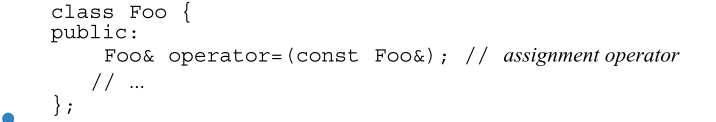 class Foo {
public:
Foo& operator=(const Foo&); // assignment operator
// ...
};